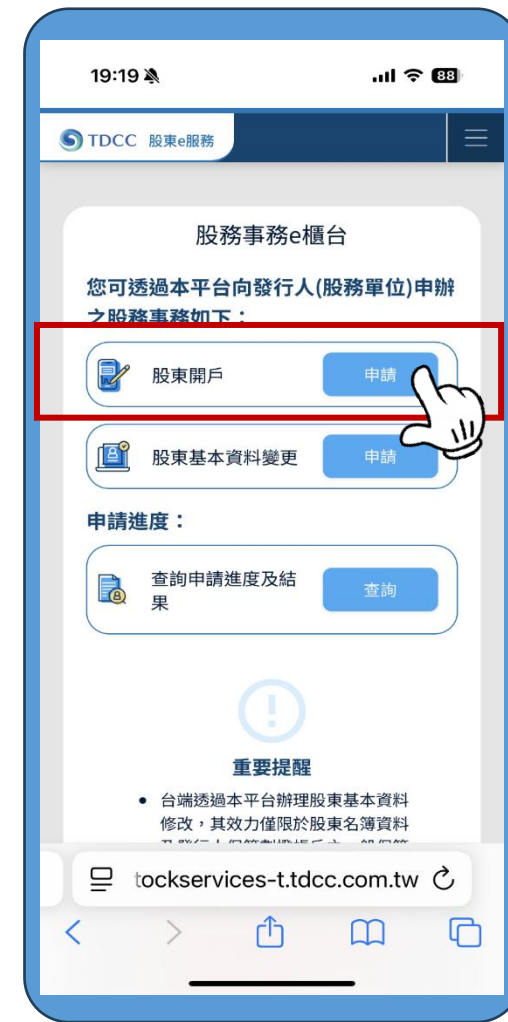 19:19
88
TDCC 股東e服務
股務事務e櫃台
您可透過本平台向發行人(股務單位)申辦
之股務事務如下：
股東開戶
申請
股東基本資料變更
申請
申請進度：
查詢申請進度及結
果
查詢
重要提醒
• 台端透過本平台辦理股東基本資料
修改，其效力僅限於股東名簿資料
tockservices-t.tdcc.com.tw